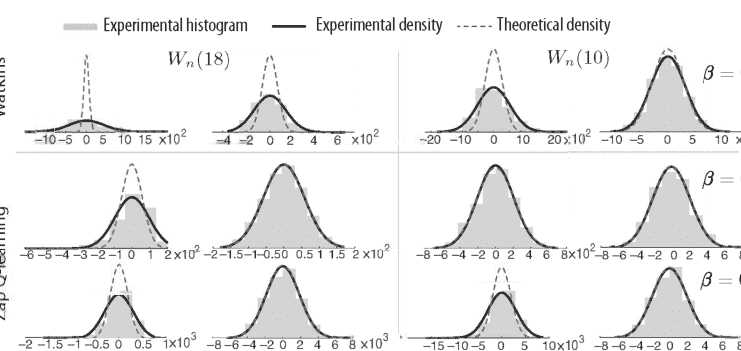 Experimental histogram Experimental density Theoretical density
Watkins
W_n(18) W_n(10)
β =
−10−5 0 5 10 15 ×10²
−4 −2 0 2 4 6 ×10²
−20 −10 0 10 20×10²
−10 −5 0 5 10
β =
−6 −5 −4 −3 −2 −1 0 1 2×10²
−2−1.5−1−0.5 0 0.5 1 1.5 2 ×10²
−8 −6 −4 −2 0 2 4 6 8×10²
−8 −6 −4 −2 0 2 4 6 8
Zap Q-learning
β =
−2 −1.5 −1 −0.5 0 0.5 1×10³
−8 −6 −4 −2 0 2 4 6 8 ×10³
−15 −10 −5 0 5 10×10³
−8 −6 −4 −2 0 2 4 6 8